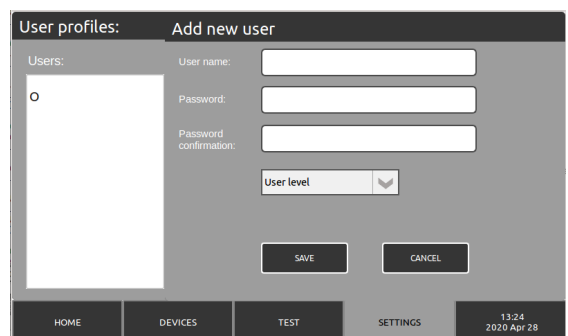 User profiles:
Add new user
Users:
O
User name:
Password:
Password
confirmation:
User level
SAVE
CANCEL
HOME
DEVICES
TEST
SETTINGS
13:24
2020 Apr 28